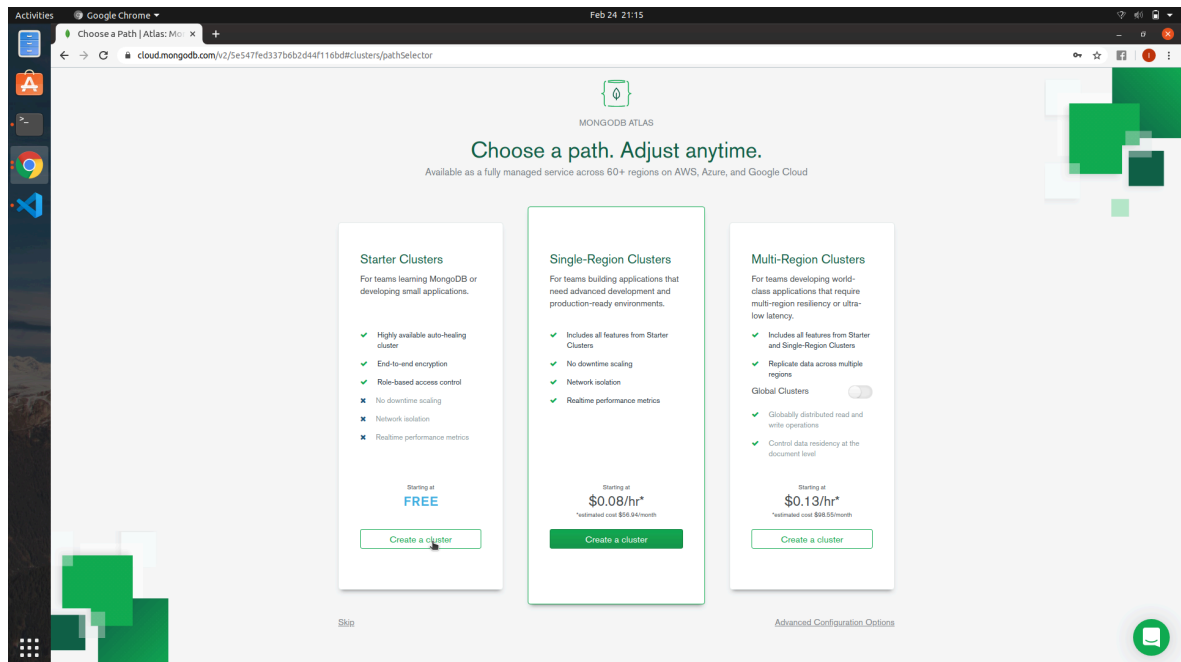 Activities
Google Chrome
Feb 24 21:15
Choose a Path | Atlas: Mo
cloud.mongodb.com/v2/5e547fed337b6b2d44f116bd#clusters/pathSelector
MONGODB ATLAS
Choose a path. Adjust anytime.
Available as a fully managed service across 60+ regions on AWS, Azure, and Google Cloud
Starter Clusters
For teams learning MongoDB or
developing small applications.
Highly available auto-healing
cluster
End-to-end encryption
Role-based access control
No downtime scaling
Network isolation
Realtime performance metrics
Starting at
FREE
Create a cluster
Single-Region Clusters
For teams building applications that
need advanced development and
production-ready environments.
Includes all features from Starter
Clusters
No downtime scaling
Network isolation
Realtime performance metrics
Starting at
$0.08/hr*
*estimated cost $56.94/month
Create a cluster
Multi-Region Clusters
For teams developing world-
class applications that require
multi-region resiliency or ultra-
low latency.
Includes all features from Starter
and Single-Region Clusters
Replicate data across multiple
regions
Global Clusters
Globally distributed read and
write operations
Control data residency at the
document level
Starting at
$0.13/hr*
*estimated cost $98.55/month
Create a cluster
Skip
Advanced Configuration Options